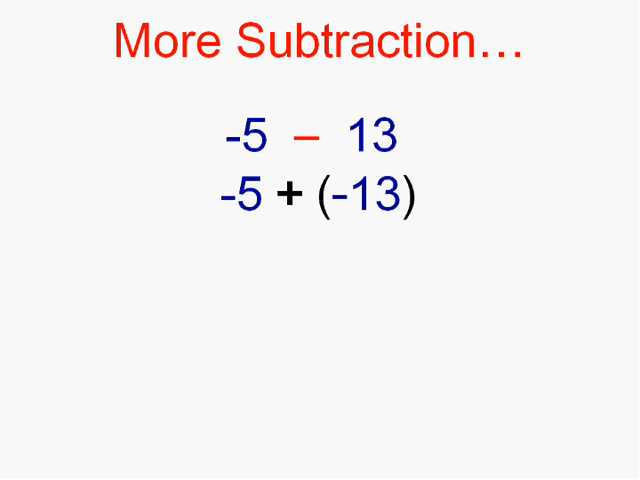 More Subtraction…
-5 – 13
-5 + (-13)